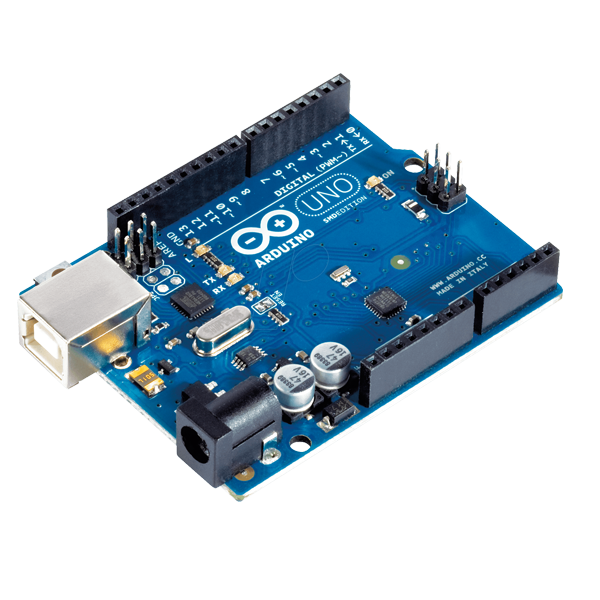 ARDUINO
UNO
SMD EDITION
DIGITAL (PWM~)
RX→0
TX→1
2
~3
4
~5
~6
7
8
~9
~10
~11
12
13
GND
AREF
ON
L
TX
RX
RESET
WWW.ARDUINO.CC
MADE IN ITALY
47
16V
47
16V